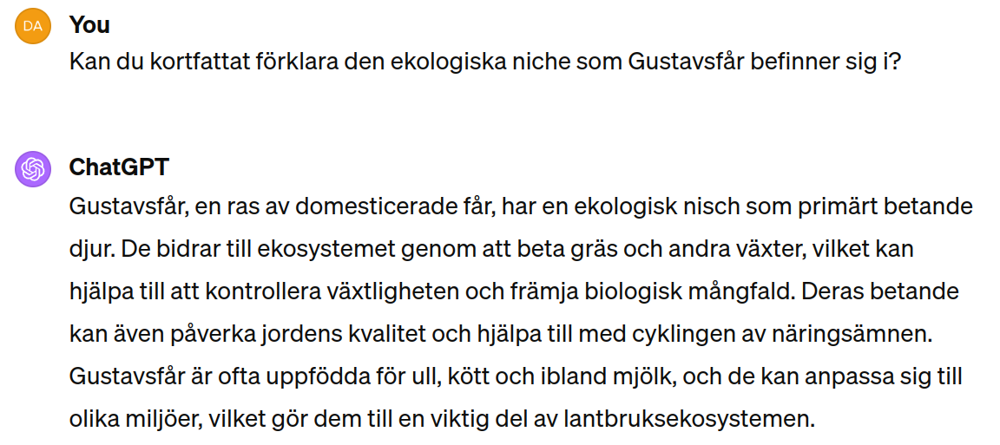 DA
You
Kan du kortfattat förklara den ekologiska niche som Gustavsfår befinner sig i?
ChatGPT
Gustavsfår, en ras av domesticerade får, har en ekologisk nisch som primärt betande
djur. De bidrar till ekosystemet genom att beta gräs och andra växter, vilket kan
hjälpa till att kontrollera växtligheten och främja biologisk mångfald. Deras betande
kan även påverka jordens kvalitet och hjälpa till med cyklingen av näringsämnen.
Gustavsfår är ofta uppfödda för ull, kött och ibland mjölk, och de kan anpassa sig till
olika miljöer, vilket gör dem till en viktig del av lantbruksekosystemen.